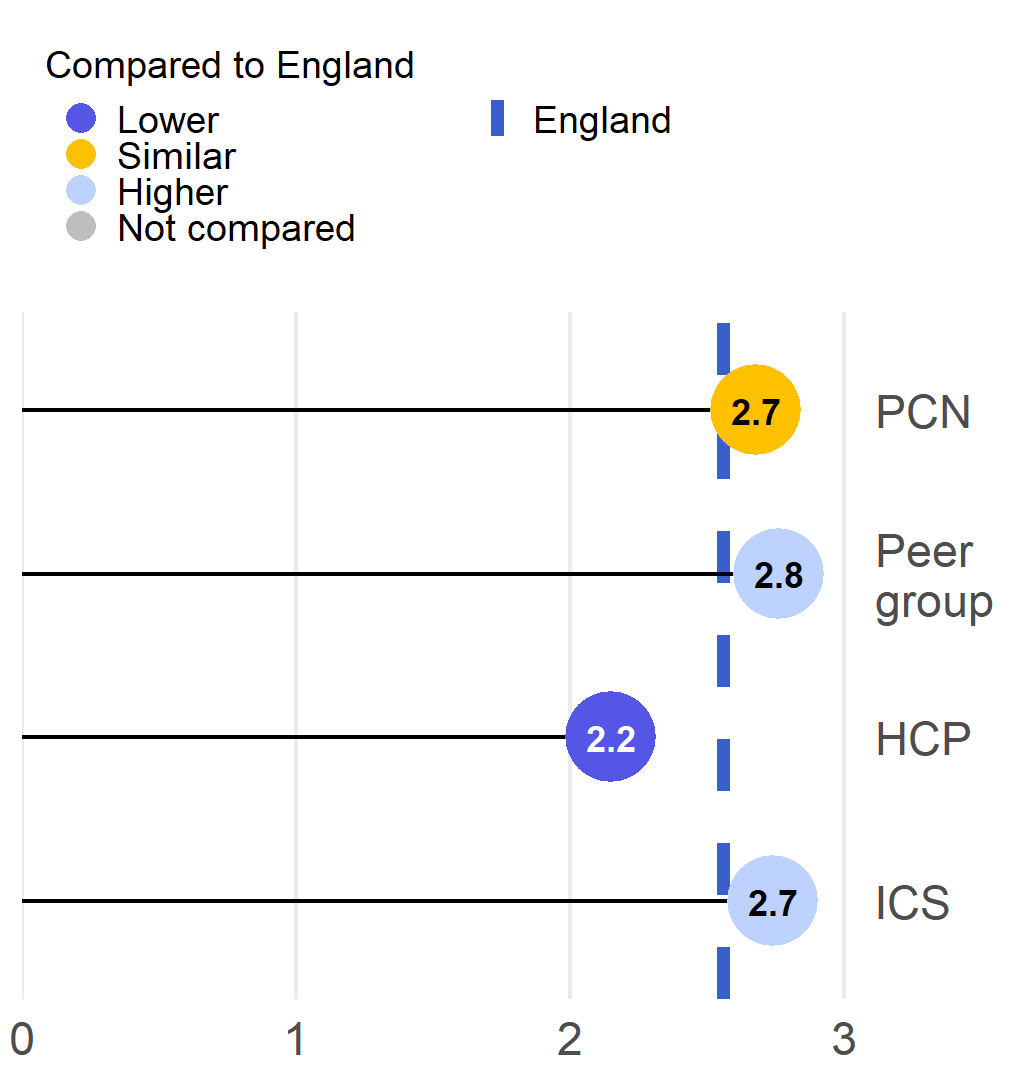 Compared to England
Lower
Similar
Higher
Not compared
England
2.7
PCN
2.8
Peer
group
2.2
HCP
2.7
ICS
0
1
2
3